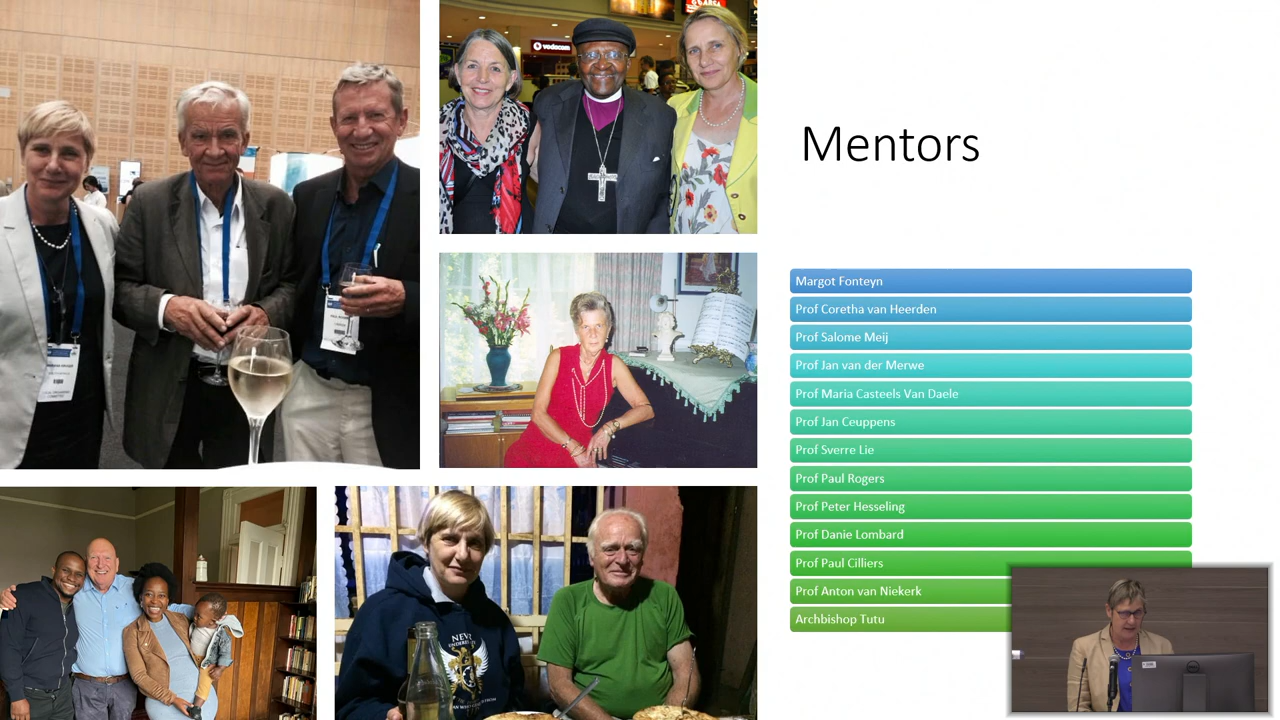 vodacom
Mentors
Margot Fonteyn
Prof Coretha van Heerden
Prof Salome Meij
Prof Jan van der Merwe
Prof Maria Casteels Van Daele
Prof Jan Ceuppens
Prof Sverre Lie
Prof Paul Rogers
Prof Peter Hesseling
Prof Danie Lombard
Prof Paul Cilliers
Prof Anton van Niekerk
Archbishop Tutu